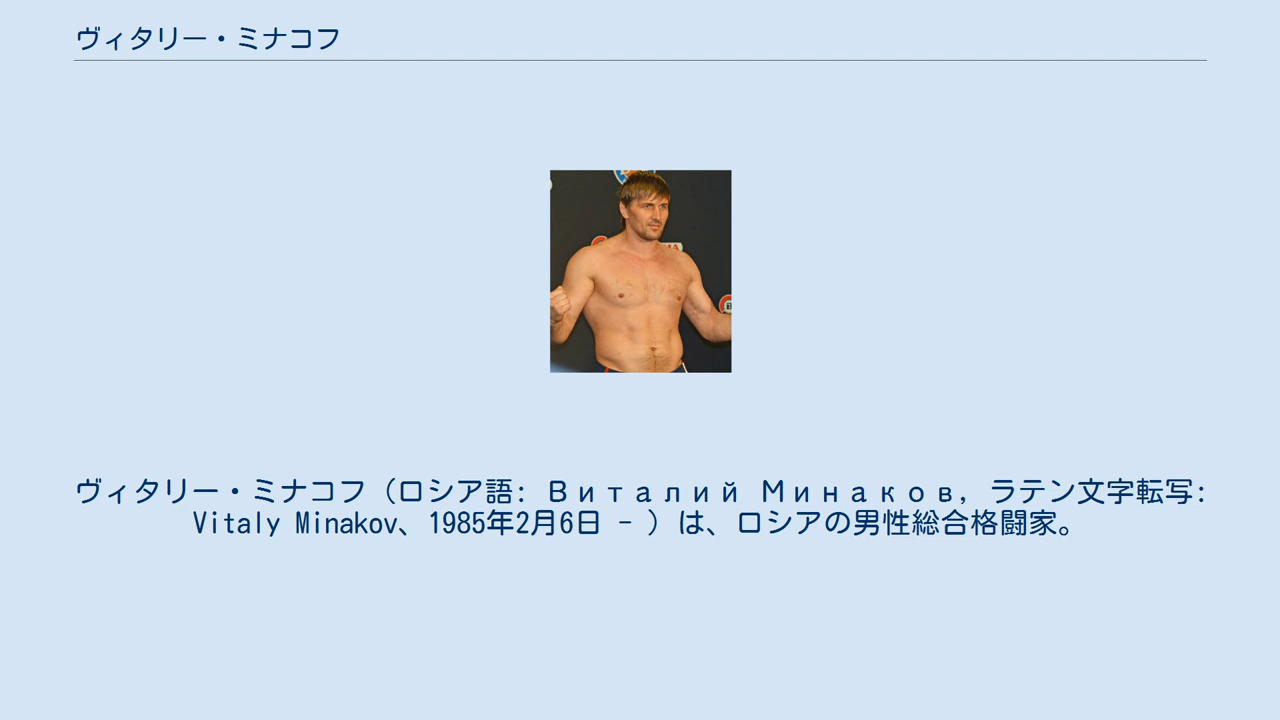 ヴィタリー・ミナコフ
ヴィタリー・ミナコフ（ロシア語: Виталий Минаков, ラテン文字転写:
Vitaly Minakov、1985年2月6日 - ）は、ロシアの男性総合格闘家。